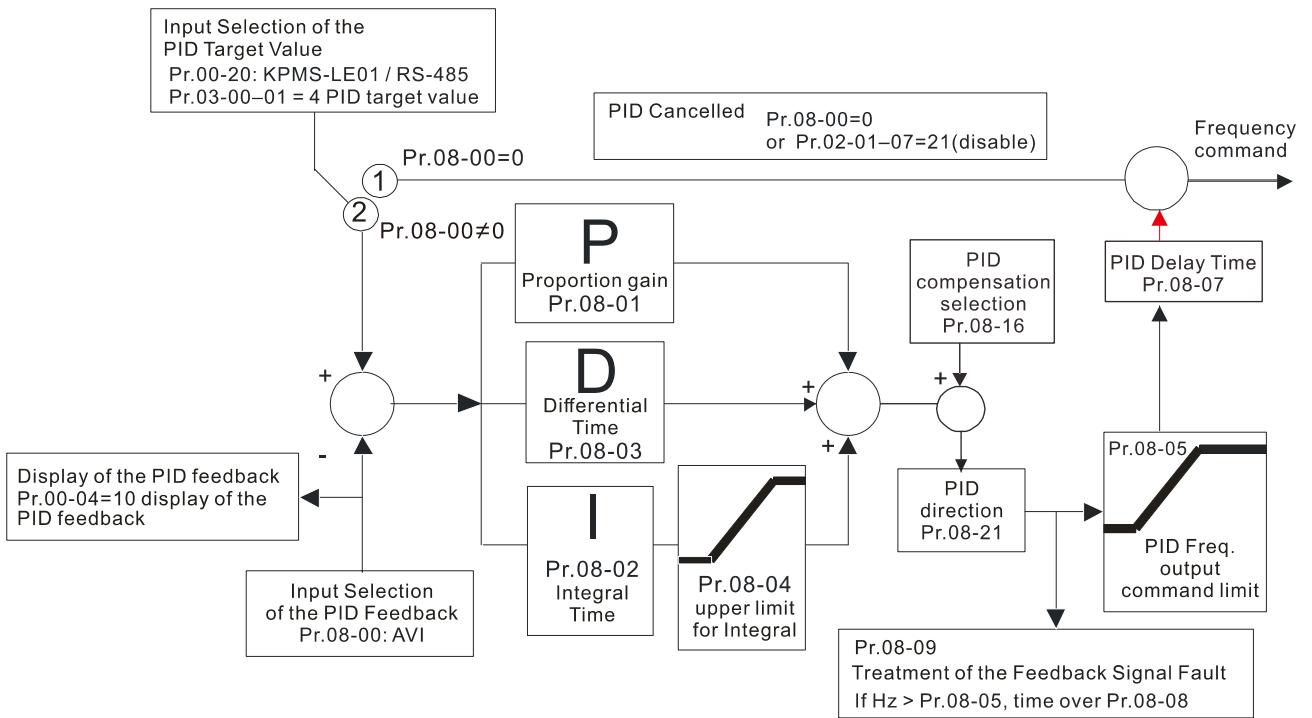 Input Selection of the
PID Target Value
Pr.00-20: KPMS-LE01 / RS-485
Pr.03-00–01 = 4 PID target value
PID Cancelled
Pr.08-00=0
or Pr.02-01–07=21(disable)
Frequency
command
Pr.08-00=0
1
2
Pr.08-00≠0
P
Proportion gain
Pr.08-01
PID
compensation
selection
Pr.08-16
PID Delay Time
Pr.08-07
+
-
D
Differential
Time
Pr.08-03
+
+
+
Display of the PID feedback
Pr.00-04=10 display of the
PID feedback
Input Selection
of the PID Feedback
Pr.08-00: AVI
I
Pr.08-02
Integral
Time
Pr.08-04
upper limit
for Integral
PID
direction
Pr.08-21
Pr.08-05
PID Freq.
output
command limit
Pr.08-09
Treatment of the Feedback Signal Fault
If Hz > Pr.08-05, time over Pr.08-08